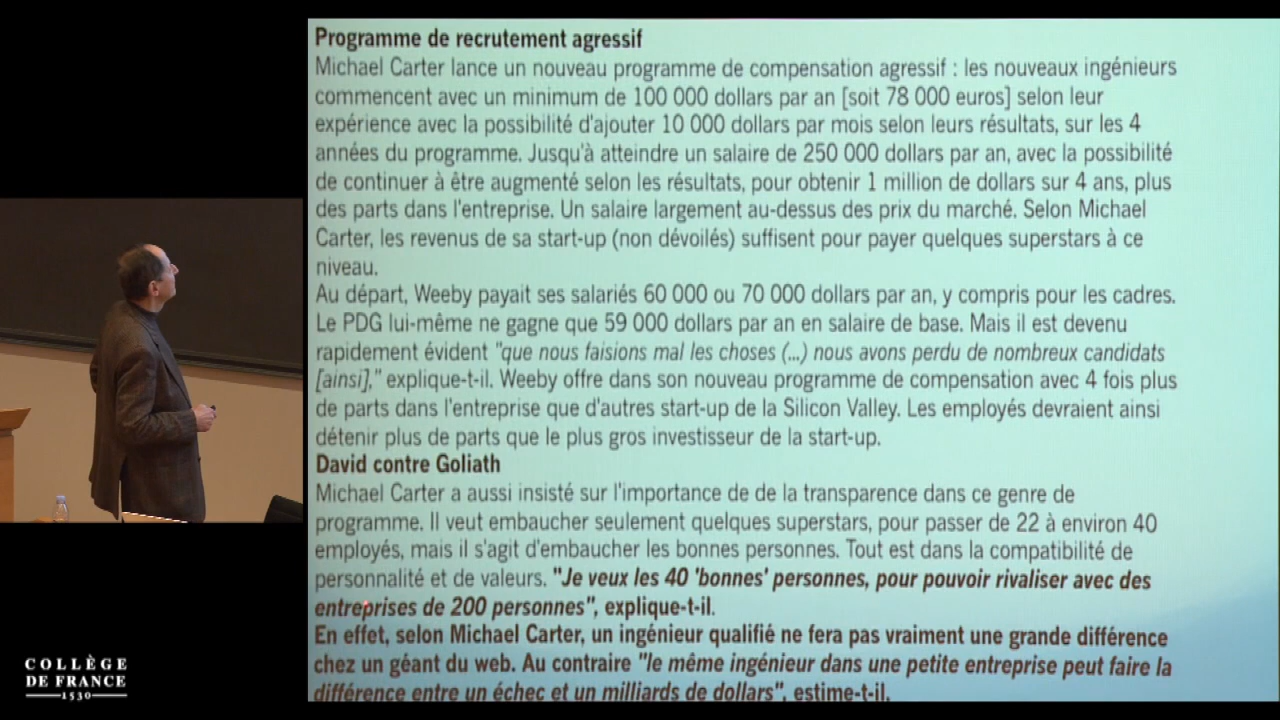 Programme de recrutement agressif
Michael Carter lance un nouveau programme de compensation agressif : les nouveaux ingénieurs
commencent avec un minimum de 100 000 dollars par an [soit 78 000 euros] selon leur
expérience avec la possibilité d'ajouter 10 000 dollars par mois selon leurs résultats, sur les 4
années du programme. Jusqu'à atteindre un salaire de 250 000 dollars par an, avec la possibilité
de continuer à être augmenté selon les résultats, pour obtenir 1 million de dollars sur 4 ans, plus
des parts dans l'entreprise. Un salaire largement au-dessus des prix du marché. Selon Michael
Carter, les revenus de sa start-up (non dévoilés) suffisent pour payer quelques superstars à ce
niveau.
Au départ, Weeby payait ses salariés 60 000 ou 70 000 dollars par an, y compris pour les cadres.
Le PDG lui-même ne gagne que 59 000 dollars par an en salaire de base. Mais il est devenu
rapidement évident "que nous faisions mal les choses (...) nous avons perdu de nombreux candidats
[ainsi]," explique-t-il. Weeby offre dans son nouveau programme de compensation avec 4 fois plus
de parts dans l'entreprise que d'autres start-up de la Silicon Valley. Les employés devraient ainsi
détenir plus de parts que le plus gros investisseur de la start-up.
David contre Goliath
Michael Carter a aussi insisté sur l'importance de de la transparence dans ce genre de
programme. Il veut embaucher seulement quelques superstars, pour passer de 22 à environ 40
employés, mais il s'agit d'embaucher les bonnes personnes. Tout est dans la compatibilité de
personnalité et de valeurs. "Je veux les 40 'bonnes' personnes, pour pouvoir rivaliser avec des
entreprises de 200 personnes", explique-t-il.
En effet, selon Michael Carter, un ingénieur qualifié ne fera pas vraiment une grande différence
chez un géant du web. Au contraire "le même ingénieur dans une petite entreprise peut faire la
différence entre un échec et un milliards de dollars", estime-t-il.
COLLÈGE
DE FRANCE
1530